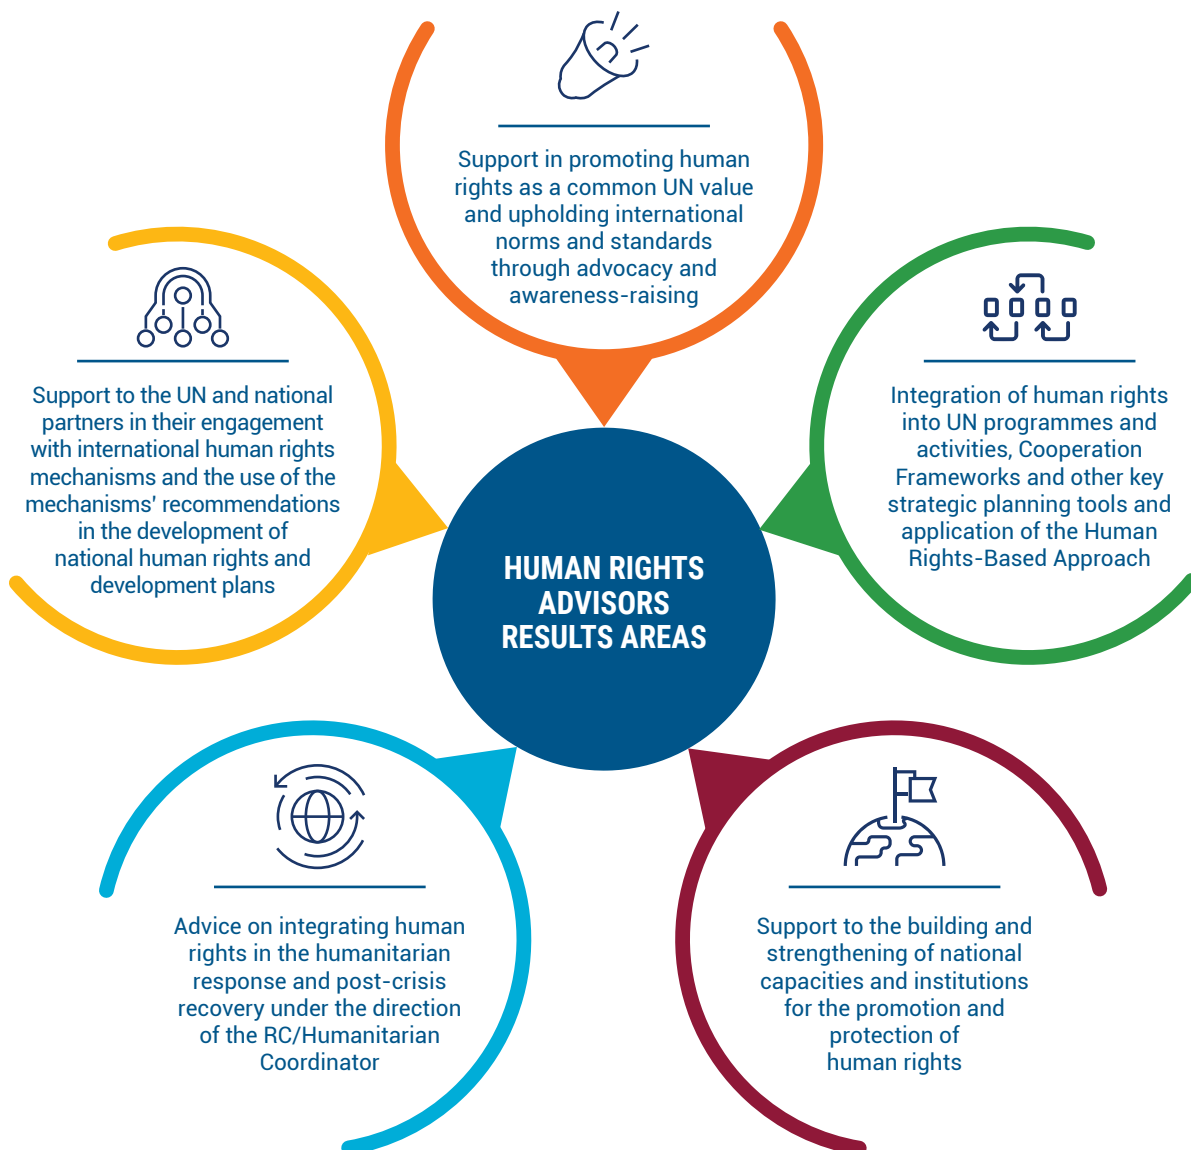 Support in promoting human
rights as a common UN value
and upholding international
norms and standards
through advocacy and
awareness-raising
Support to the UN and national
partners in their engagement
with international human rights
mechanisms and the use of the
mechanisms' recommendations
in the development of
national human rights and
development plans
Integration of human rights
into UN programmes and
activities, Cooperation
Frameworks and other key
strategic planning tools and
application of the Human
Rights-Based Approach
HUMAN RIGHTS
ADVISORS
RESULTS AREAS
Advice on integrating human
rights in the humanitarian
response and post-crisis
recovery under the direction
of the RC/Humanitarian
Coordinator
Support to the building and
strengthening of national
capacities and institutions
for the promotion and
protection of
human rights